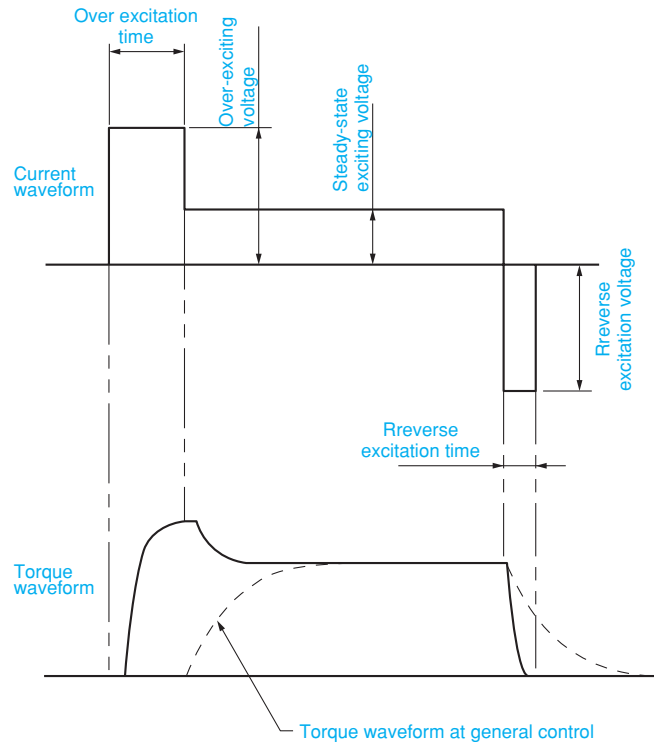 Over excitation
time
Over-exciting
voltage
Steady-state
exciting voltage
Current
waveform
Rreverse
excitation voltage
Rreverse
excitation time
Torque
waveform
Torque waveform at general control